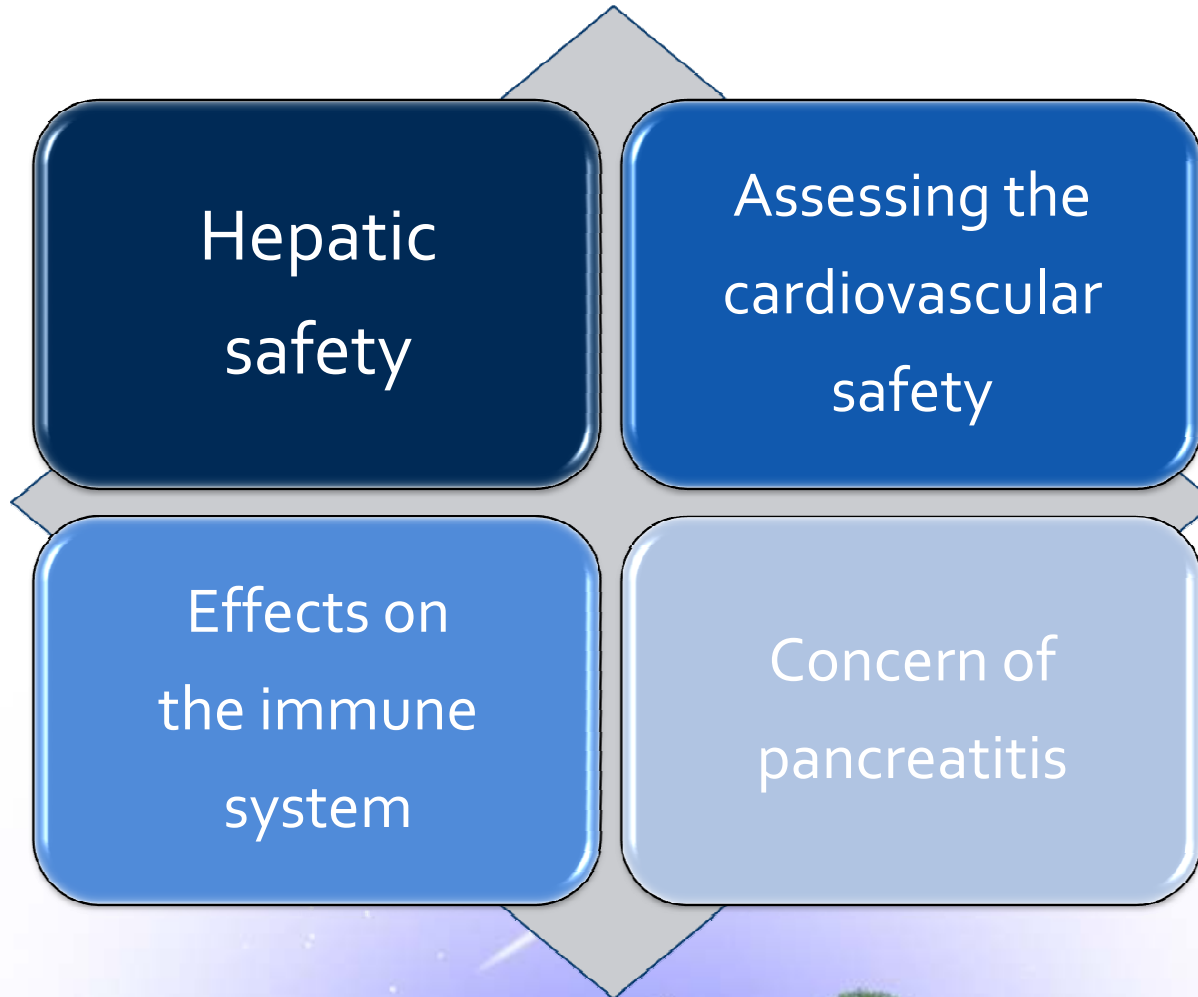 Hepatic
safety
Assessing the
cardiovascular
safety
Effects on
the immune
system
Concern of
pancreatitis